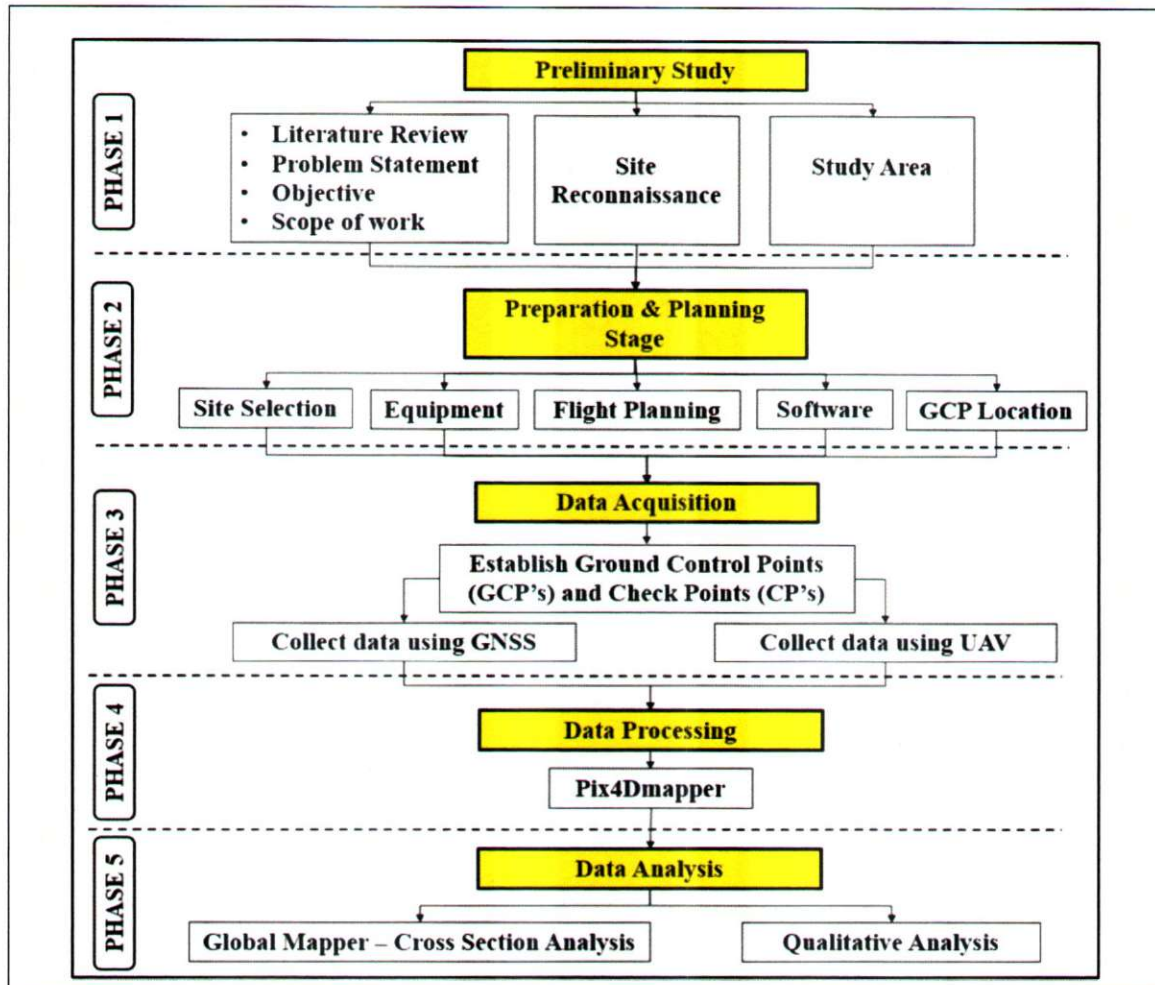 PHASE 1
Preliminary Study
• Literature Review
• Problem Statement
• Objective
• Scope of work
Site
Reconnaissance
Study Area
PHASE 2
Preparation & Planning
Stage
Site Selection
Equipment
Flight Planning
Software
GCP Location
PHASE 3
Data Acquisition
Establish Ground Control Points
(GCP's) and Check Points (CP's)
Collect data using GNSS
Collect data using UAV
PHASE 4
Data Processing
Pix4Dmapper
PHASE 5
Data Analysis
Global Mapper – Cross Section Analysis
Qualitative Analysis